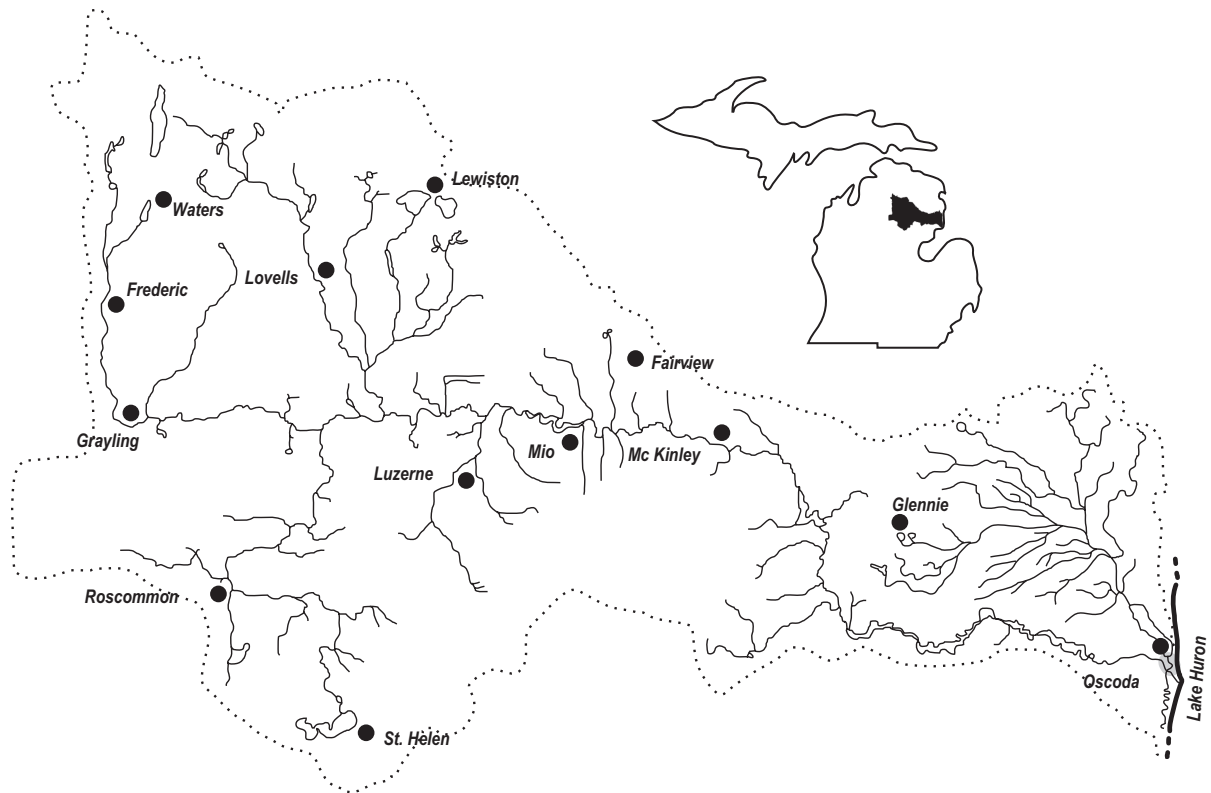 Lewiston
Waters
Lovells
Frederic
Fairview
Grayling
Mio
Mc Kinley
Luzerne
Glennie
Roscommon
Oscoda
Lake Huron
St. Helen